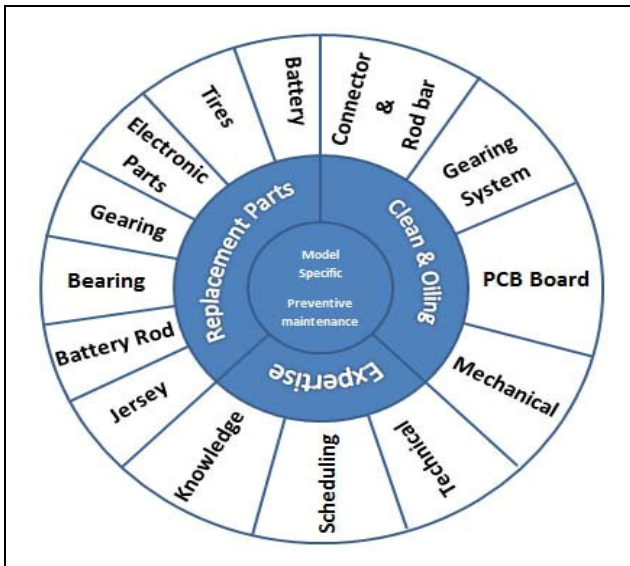 Model
Specific
Preventive
maintenance
Replacement Parts
Clean & Oiling
Expertise
Battery
Connector
&
Rod bar
Gearing
System
PCB Board
Mechanical
Technical
Scheduling
Knowledge
Jersey
Battery Rod
Bearing
Gearing
Electronic
Parts
Tires